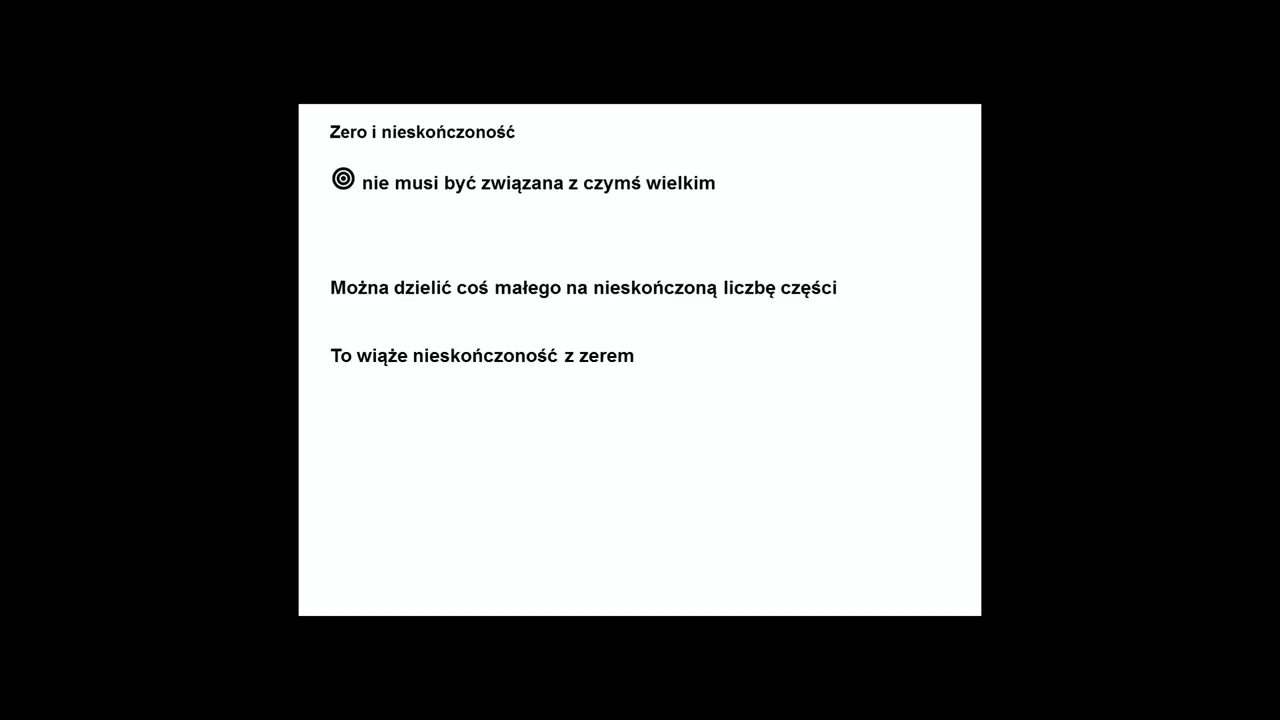 Zero i nieskończoność
nie musi być związana z czymś wielkim
Można dzielić coś małego na nieskończoną liczbę części
To wiąże nieskończoność z zerem